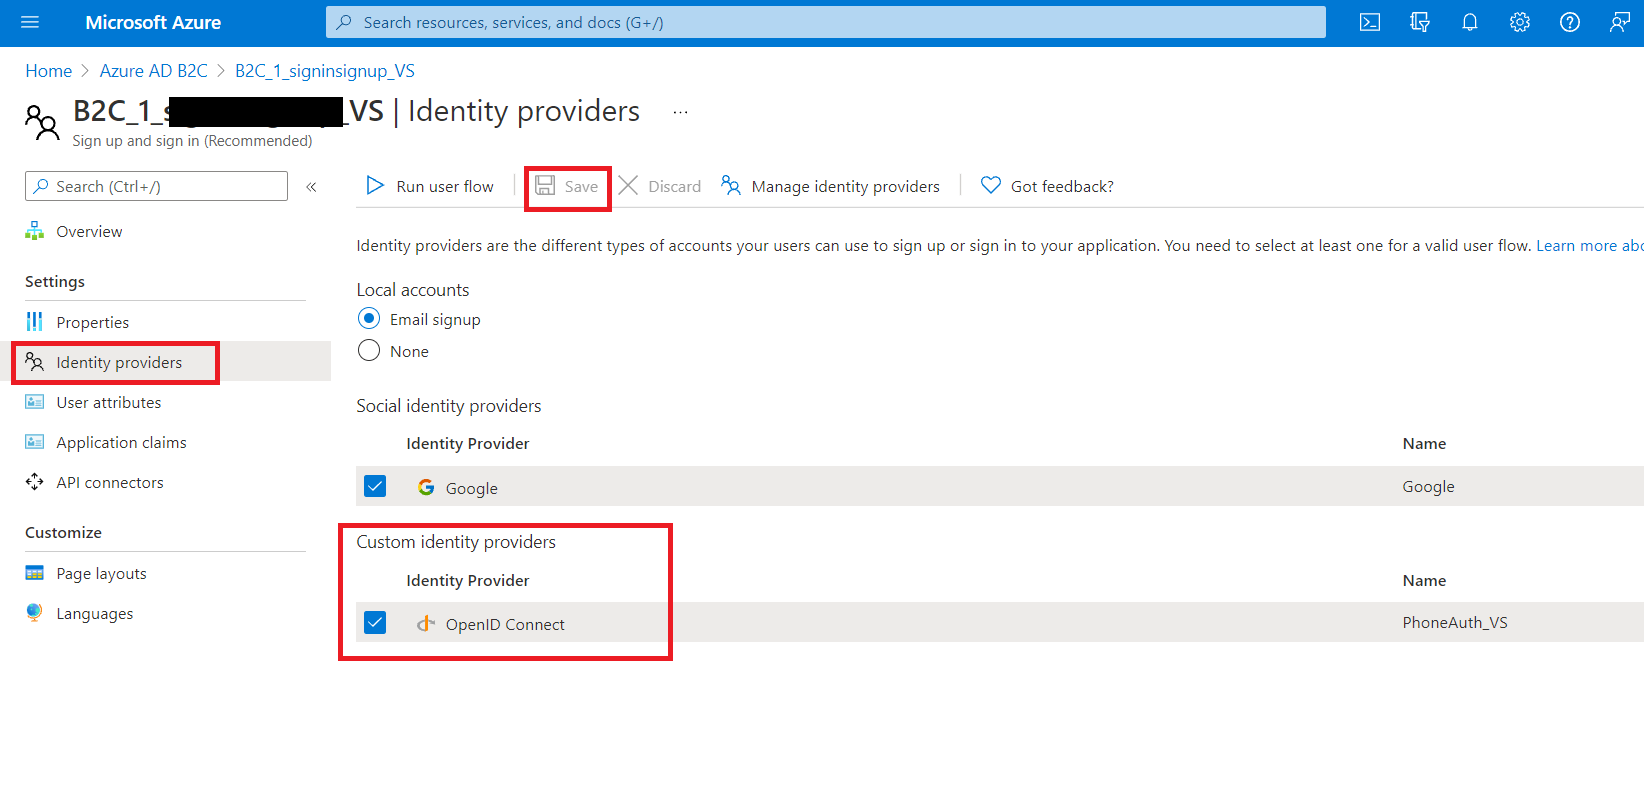 Microsoft Azure
Search resources, services, and docs (G+/)
Home > Azure AD B2C > B2C_1_signinsignup_VS
B2C_1_s _VS | Identity providers ...
Sign up and sign in (Recommended)
Search (Ctrl+/) «
Run user flow Save Discard Manage identity providers Got feedback?
Overview
Identity providers are the different types of accounts your users can use to sign up or sign in to your application. You need to select at least one for a valid user flow. Learn more abo
Settings
Properties
Identity providers
User attributes
Application claims
API connectors
Customize
Page layouts
Languages
Local accounts
Email signup
None
Social identity providers
Identity Provider Name
Google Google
Custom identity providers
Identity Provider Name
OpenID Connect PhoneAuth_VS